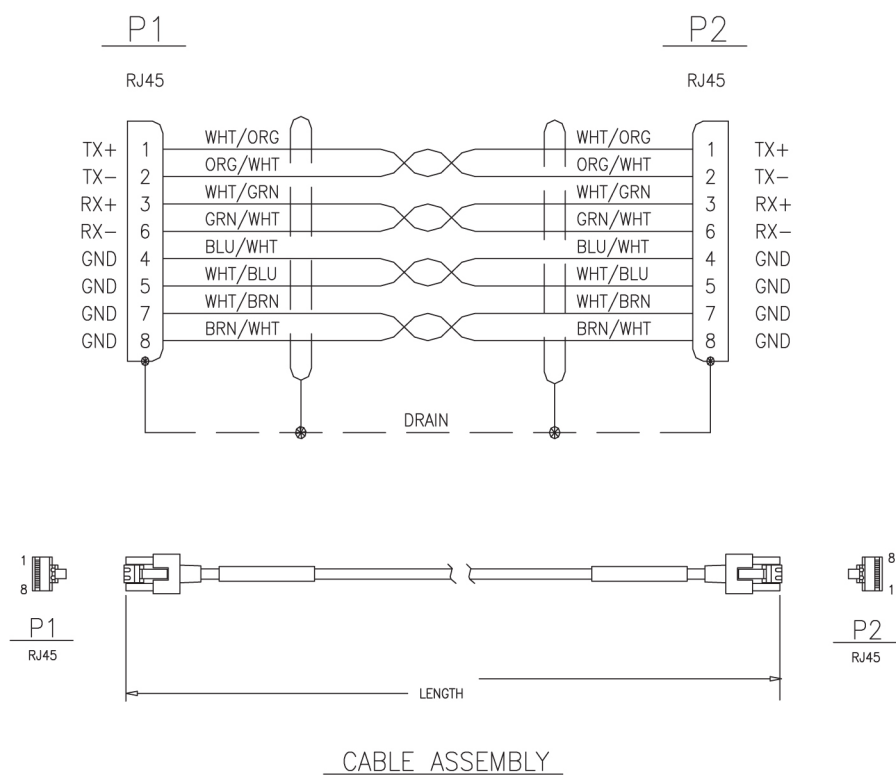 P1 P2
RJ45 RJ45
WHT/ORG WHT/ORG
TX+ 1 1 TX+
ORG/WHT ORG/WHT
TX- 2 2 TX-
WHT/GRN WHT/GRN
RX+ 3 3 RX+
GRN/WHT GRN/WHT
RX- 6 6 RX-
BLU/WHT BLU/WHT
GND 4 4 GND
WHT/BLU WHT/BLU
GND 5 5 GND
WHT/BRN WHT/BRN
GND 7 7 GND
BRN/WHT BRN/WHT
GND 8 8 GND
DRAIN
1 8
8 1
P1 P2
RJ45 RJ45
LENGTH
CABLE ASSEMBLY